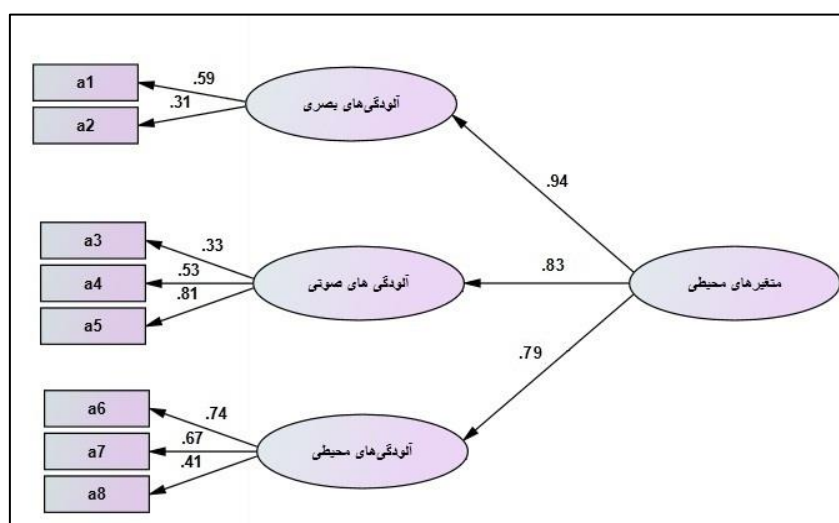 a1
.59
.31
a2
آلودگی‌های بصری
.94
a3
.33
a4
.53
.81
a5
آلودگی های صوتی
.83
متغیرهای محیطی
.79
a6
.74
a7
.67
.41
a8
آلودگی‌های محیطی